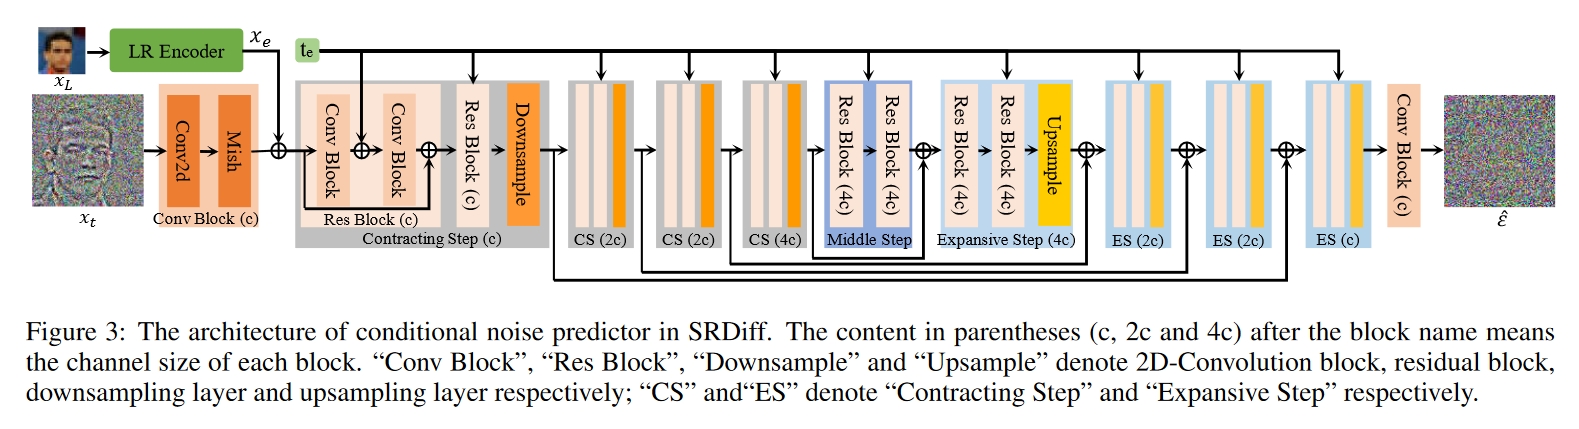 LR Encoder
x_e
t_e
x_L
x_t
Conv2d
Mish
Conv Block (c)
Conv Block
Conv Block
Res Block (c)
Res Block (c)
Downsample
Contracting Step (c)
CS (2c)
CS (2c)
CS (4c)
Res Block (4c)
Res Block (4c)
Middle Step
Res Block (4c)
Res Block (4c)
Upsample
Expansive Step (4c)
ES (2c)
ES (2c)
ES (c)
Conv Block (c)
ε̂
Figure 3: The architecture of conditional noise predictor in SRDiff. The content in parentheses (c, 2c and 4c) after the block name means
the channel size of each block. “Conv Block”, “Res Block”, “Downsample” and “Upsample” denote 2D-Convolution block, residual block,
downsampling layer and upsampling layer respectively; “CS” and“ES” denote “Contracting Step” and “Expansive Step” respectively.